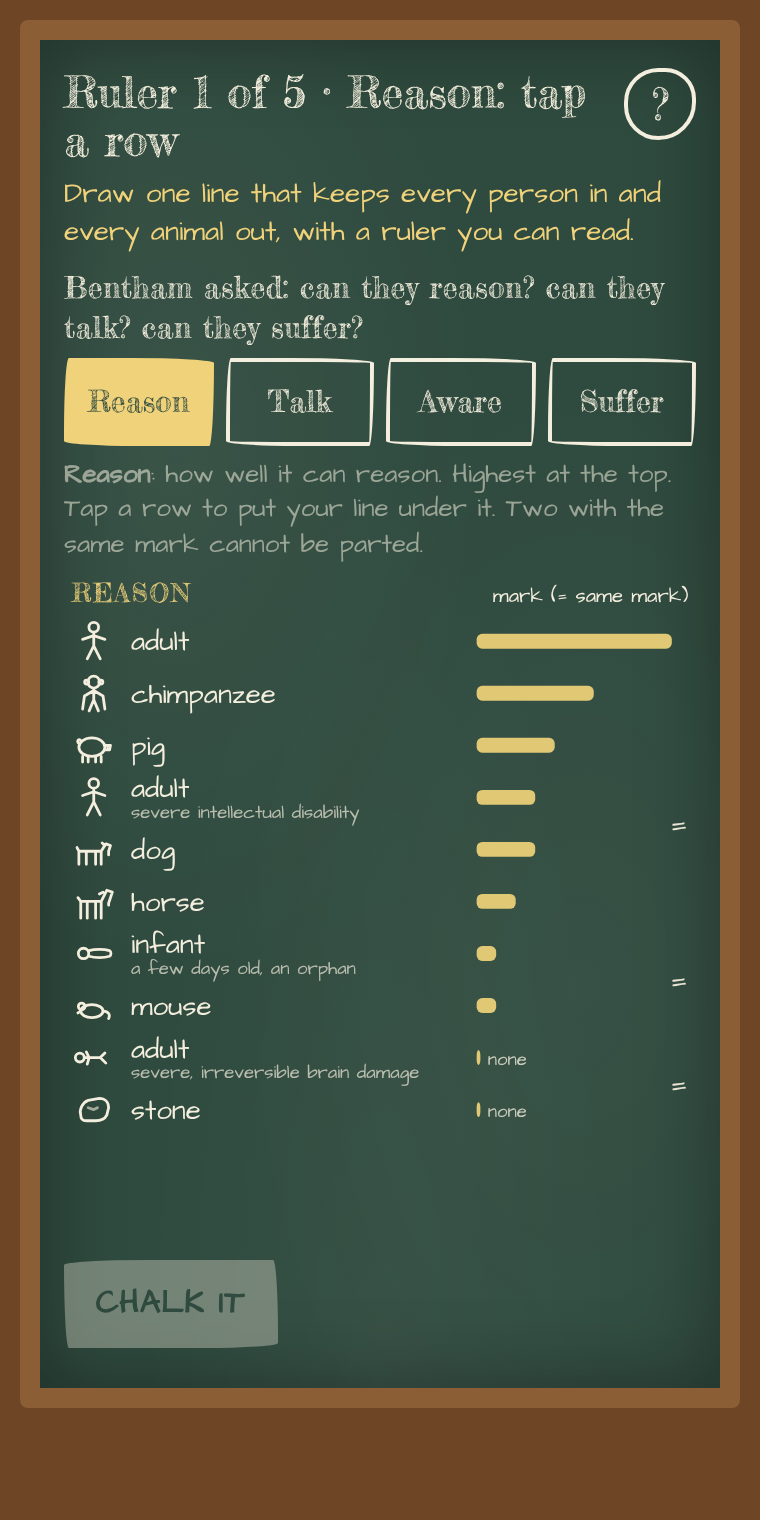 Ruler 1 of 5 · Reason: tap
a row
?
Draw one line that keeps every person in and
every animal out, with a ruler you can read.
Bentham asked: can they reason? can they
talk? can they suffer?
Reason Talk Aware Suffer
Reason: how well it can reason. Highest at the top.
Tap a row to put your line under it. Two with the
same mark cannot be parted.
REASON mark (= same mark)
adult
chimpanzee
pig
adult
severe intellectual disability
=
dog
horse
infant
a few days old, an orphan
=
mouse
adult
severe, irreversible brain damage none
=
stone none
CHALK IT